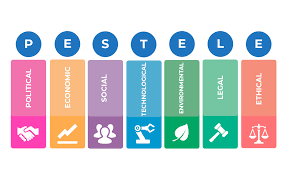 P E S T E L E
POLITICAL
ECONOMIC
SOCIAL
TECHNOLOGICAL
ENVIRONMENTAL
LEGAL
ETHICAL